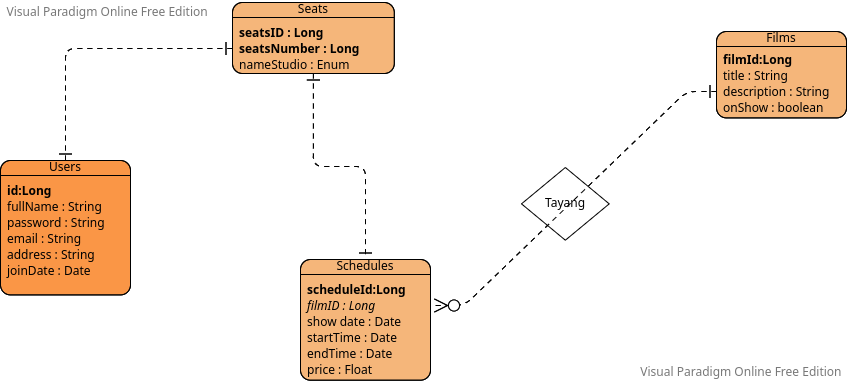 Visual Paradigm Online Free Edition
Seats
seatsID : Long
seatsNumber : Long
nameStudio : Enum
Films
filmId:Long
title : String
description : String
onShow : boolean
Users
id:Long
fullName : String
password : String
email : String
address : String
joinDate : Date
Tayang
Schedules
scheduleId:Long
filmID : Long
show date : Date
startTime : Date
endTime : Date
price : Float
Visual Paradigm Online Free Edition